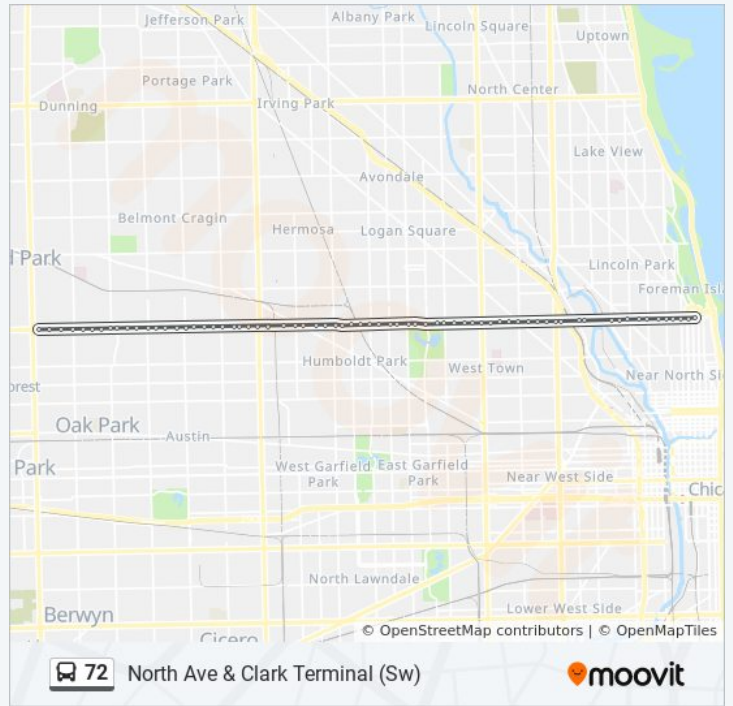 Jefferson Park
Albany Park
Lincoln Square
Uptown
Portage Park
North Center
Dunning
Irving Park
Lake View
Avondale
Belmont Cragin
Hermosa
Logan Square
d Park
Lincoln Park
Foreman Isla
Humboldt Park
West Town
Near North Si
orest
Oak Park
Austin
Park
West Garfield
Park
East Garfield
Park
Near West Side
Chic
North Lawndale
Berwyn
Lower West Side
Cicero
© OpenStreetMap contributors | © OpenMapTiles
72 North Ave & Clark Terminal (Sw)
moovit